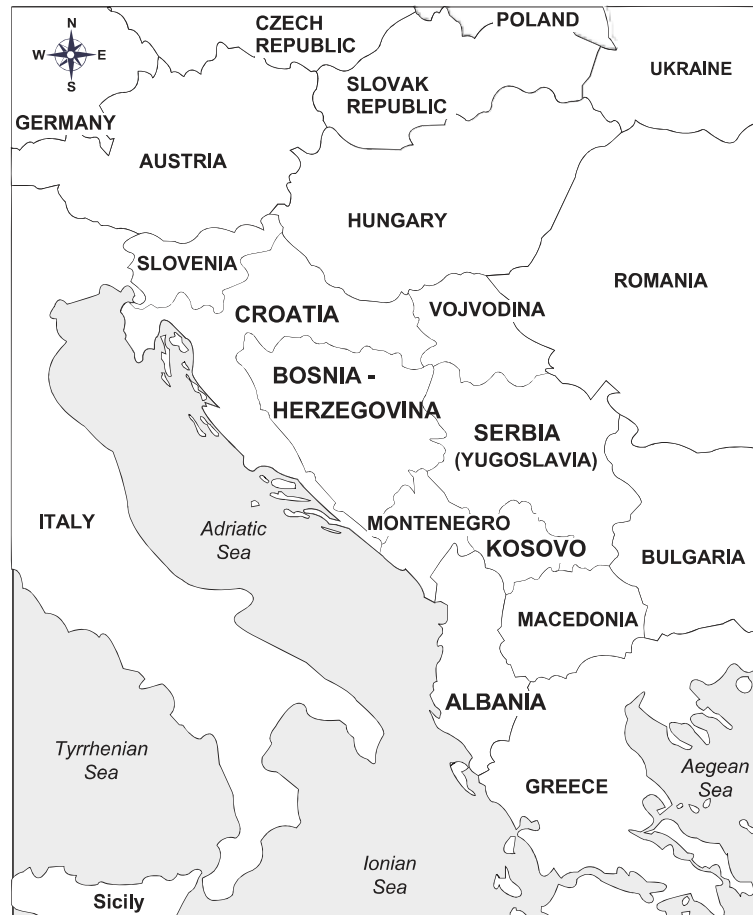 N
W E
S
CZECH
REPUBLIC
POLAND
SLOVAK
REPUBLIC
UKRAINE
GERMANY
AUSTRIA
HUNGARY
SLOVENIA
ROMANIA
CROATIA
VOJVODINA
BOSNIA -
HERZEGOVINA
SERBIA
(YUGOSLAVIA)
ITALY
Adriatic
Sea
MONTENEGRO
KOSOVO
BULGARIA
MACEDONIA
ALBANIA
Tyrrhenian
Sea
GREECE
Aegean
Sea
Ionian
Sea
Sicily